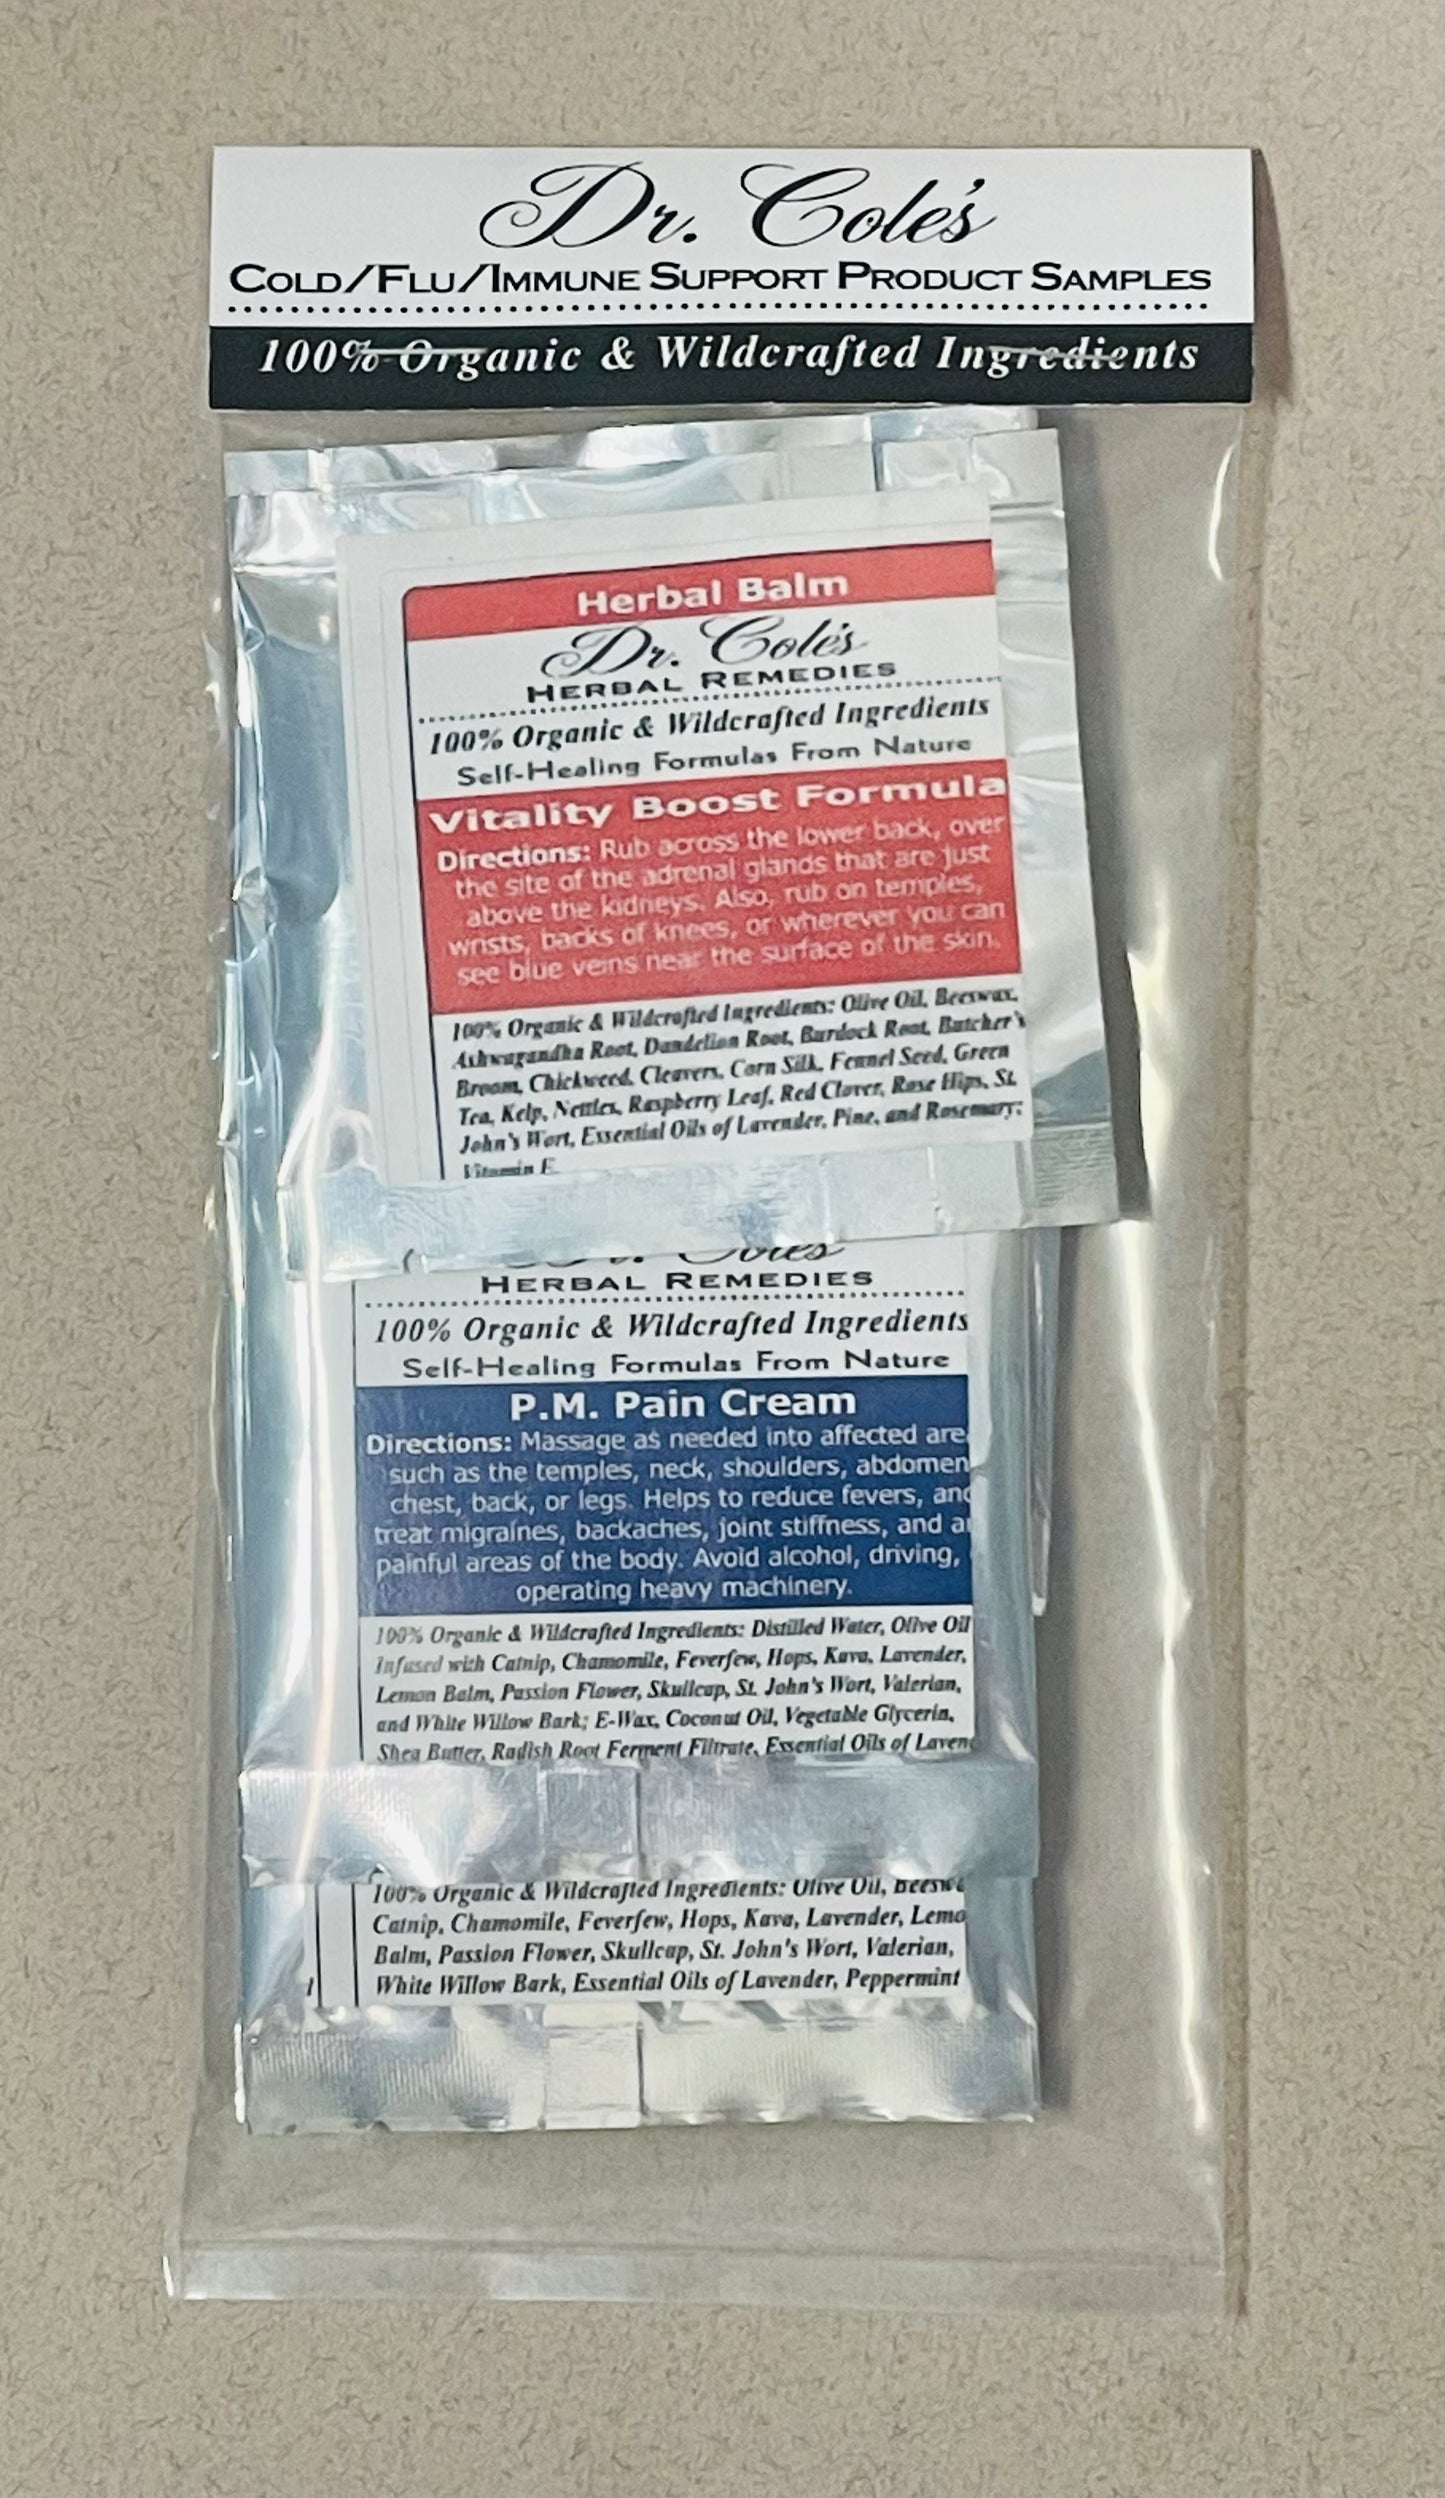 Dr. Cole's
COLD/FLU/IMMUNE SUPPORT PRODUCT SAMPLES
100% Organic & Wildcrafted Ingredients
Herbal Balm
Dr. Cole's
HERBAL REMEDIES
100% Organic & Wildcrafted Ingredients
Self-Healing Formulas From Nature
Vitality Boost Formula
Directions: Rub across the lower back, over
the site of the adrenal glands that are just
above the kidneys. Also, rub on temples,
wrists, backs of knees, or wherever you can
see blue veins near the surface of the skin.
100% Organic & Wildcrafted Ingredients: Olive Oil, Beeswax,
Ashwagandha Root, Dandelion Root, Burdock Root, Butcher's
Broom, Chickweed, Cleavers, Corn Silk, Fennel Seed, Green
Tea, Kelp, Nettles, Raspberry Leaf, Red Clover, Rose Hips, St.
John's Wort, Essential Oils of Lavender, Pine, and Rosemary;
Vitamin E.
Dr. Cole's
HERBAL REMEDIES
100% Organic & Wildcrafted Ingredients
Self-Healing Formulas From Nature
P.M. Pain Cream
Directions: Massage as needed into affected are
such as the temples, neck, shoulders, abdomen
chest, back, or legs. Helps to reduce fevers, and
treat migraines, backaches, joint stiffness, and a
painful areas of the body. Avoid alcohol, driving,
operating heavy machinery.
100% Organic & Wildcrafted Ingredients: Distilled Water, Olive Oil
Infused with Catnip, Chamomile, Feverfew, Hops, Kava, Lavender,
Lemon Balm, Passion Flower, Skullcap, St. John's Wort, Valerian,
and White Willow Bark; E-Wax, Coconut Oil, Vegetable Glycerin,
Shea Butter, Radish Root Ferment Filtrate, Essential Oils of Laven
100% Organic & Wildcrafted Ingredients: Olive Oil, Beeswa
Catnip, Chamomile, Feverfew, Hops, Kava, Lavender, Lemo
Balm, Passion Flower, Skullcap, St. John's Wort, Valerian,
White Willow Bark, Essential Oils of Lavender, Peppermint